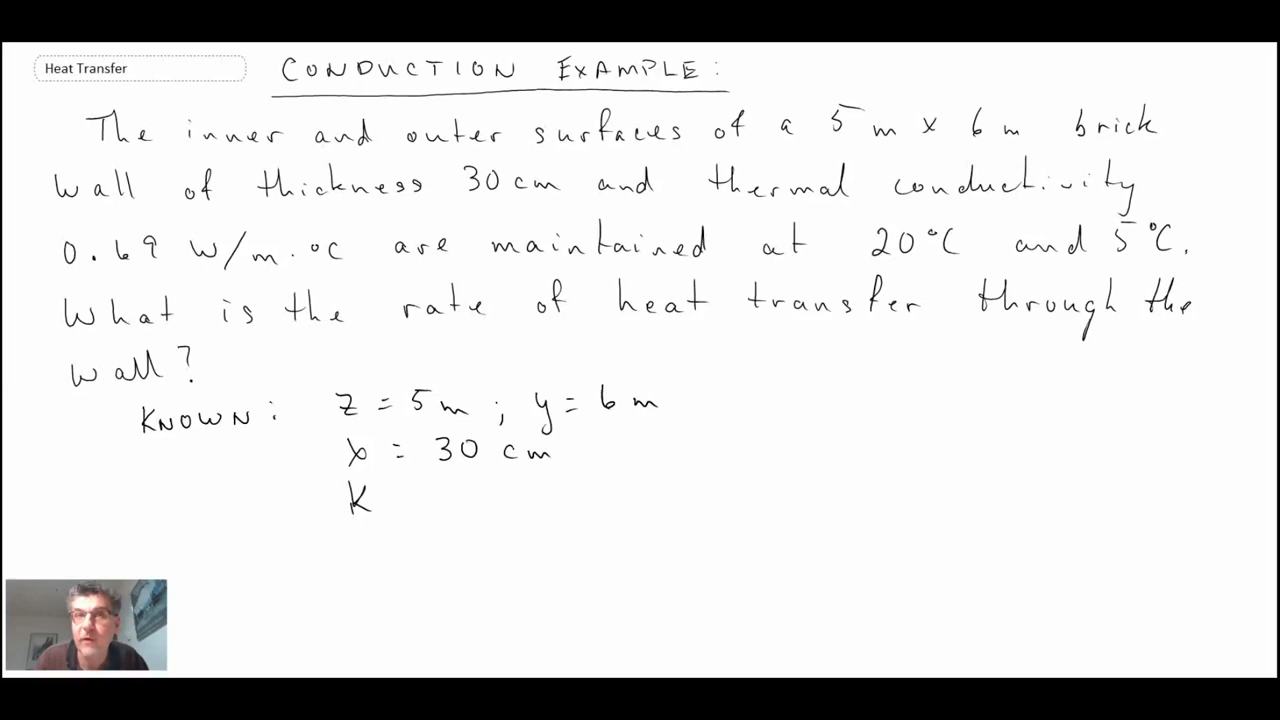 Heat Transfer
CONDUCTION EXAMPLE:
The inner and outer surfaces of a 5 m x 6 m brick
wall of thickness 30 cm and thermal conductivity
0.69 W/m.°C are maintained at 20°C and 5°C.
What is the rate of heat transfer through the
wall?
KNOWN: z = 5 m ; y = 6 m
x = 30 cm
K